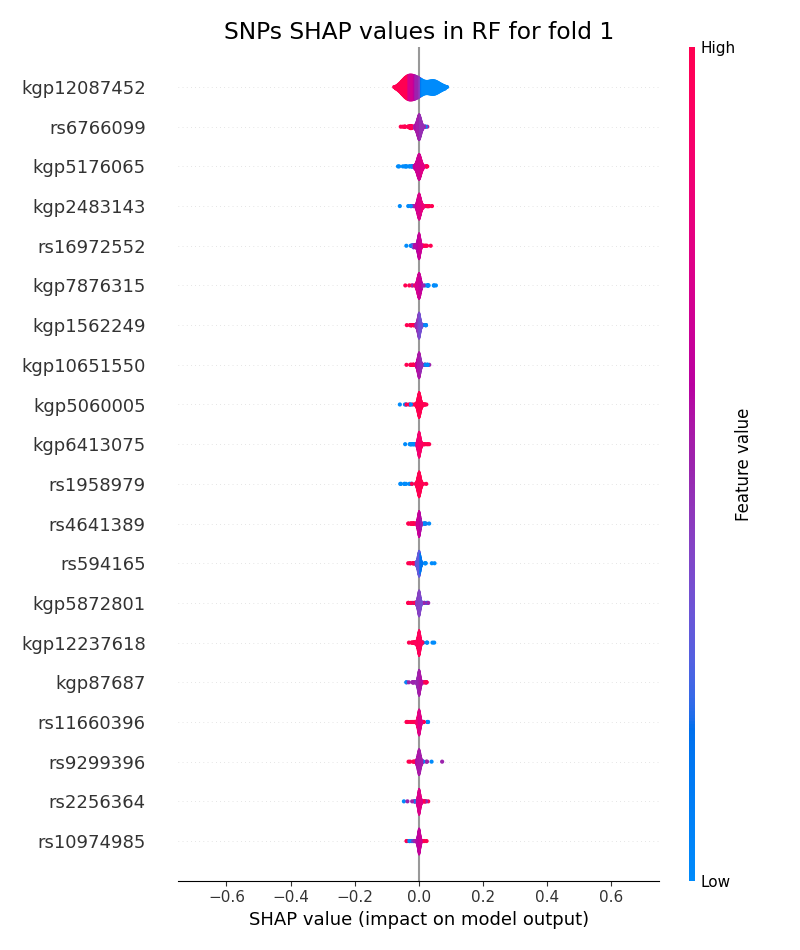 SNPs SHAP values in RF for fold 1
High
kgp12087452
rs6766099
kgp5176065
kgp2483143
rs16972552
kgp7876315
kgp1562249
kgp10651550
kgp5060005
kgp6413075
rs1958979
rs4641389
rs594165
kgp5872801
kgp12237618
kgp87687
rs11660396
rs9299396
rs2256364
rs10974985
Feature value
Low
−0.6 −0.4 −0.2 0.0 0.2 0.4 0.6
SHAP value (impact on model output)